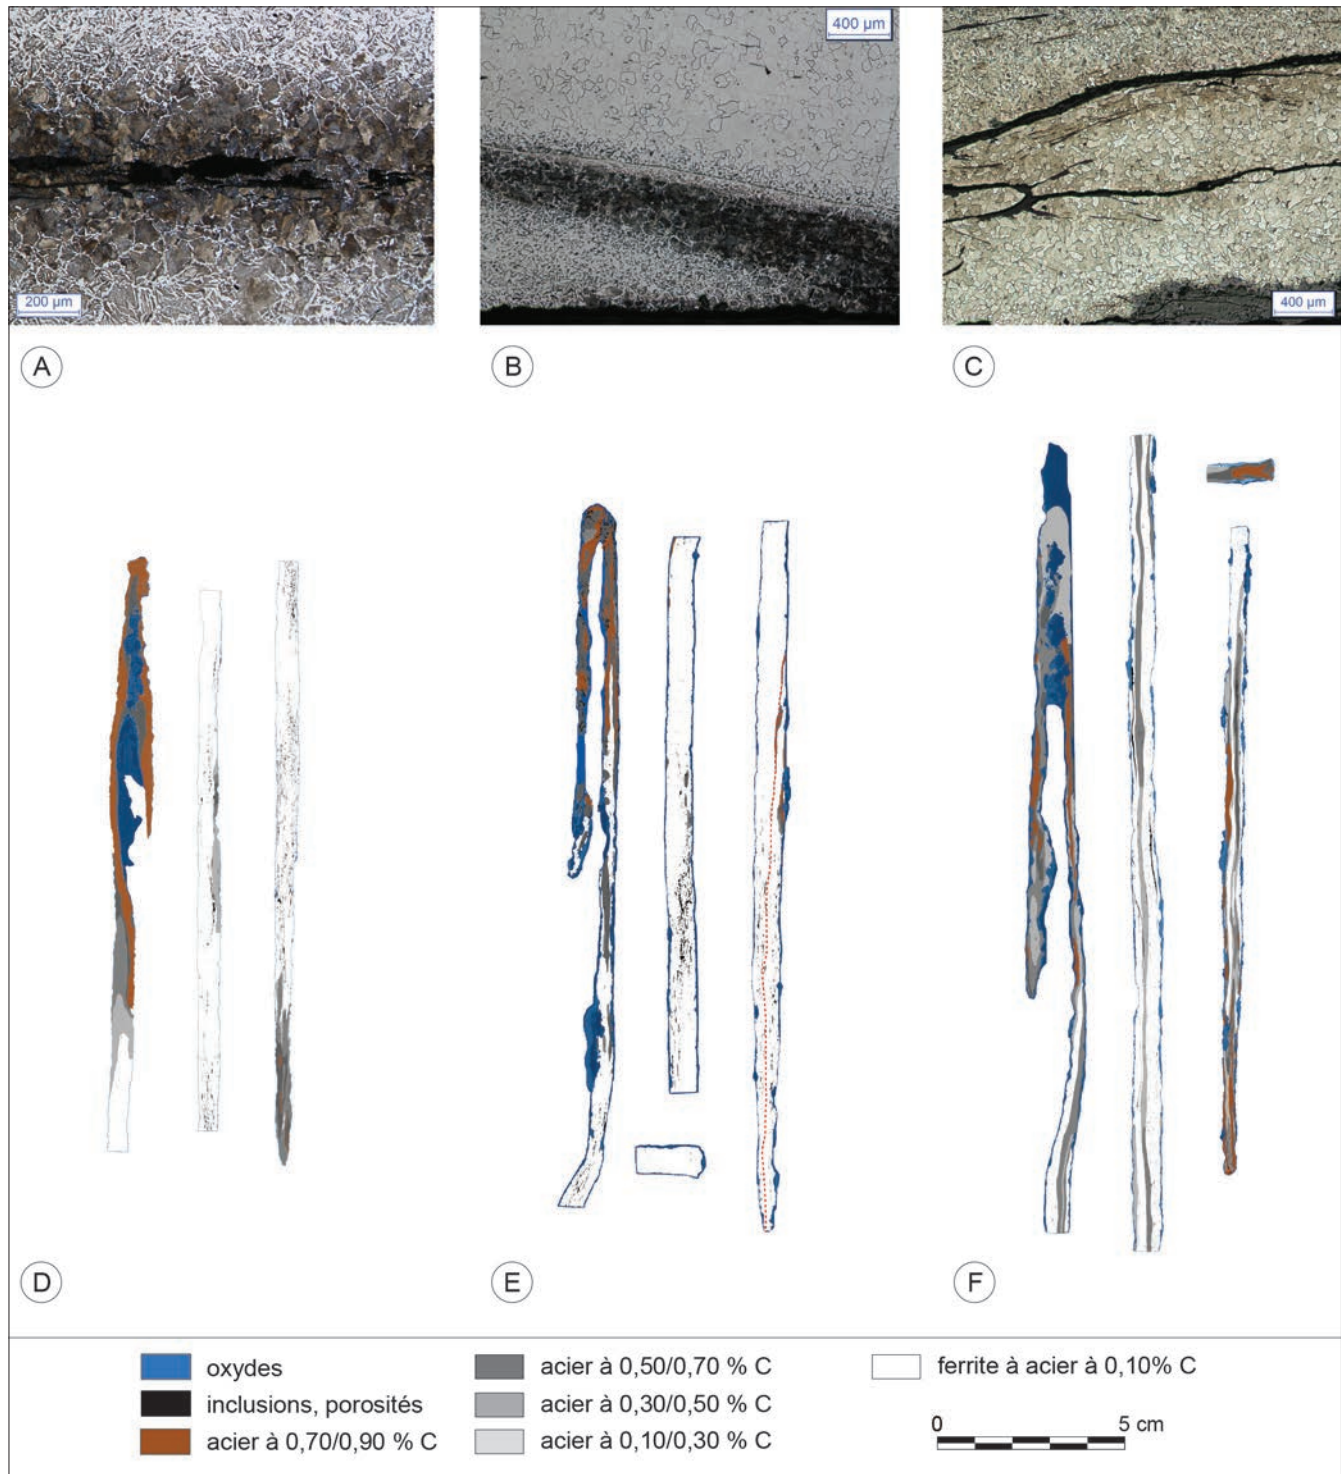 200 µm
400 µm
400 µm
A
B
C
D
E
F
oxydes
inclusions, porosités
acier à 0,70/0,90 % C
acier à 0,50/0,70 % C
acier à 0,30/0,50 % C
acier à 0,10/0,30 % C
ferrite à acier à 0,10% C
0 5 cm